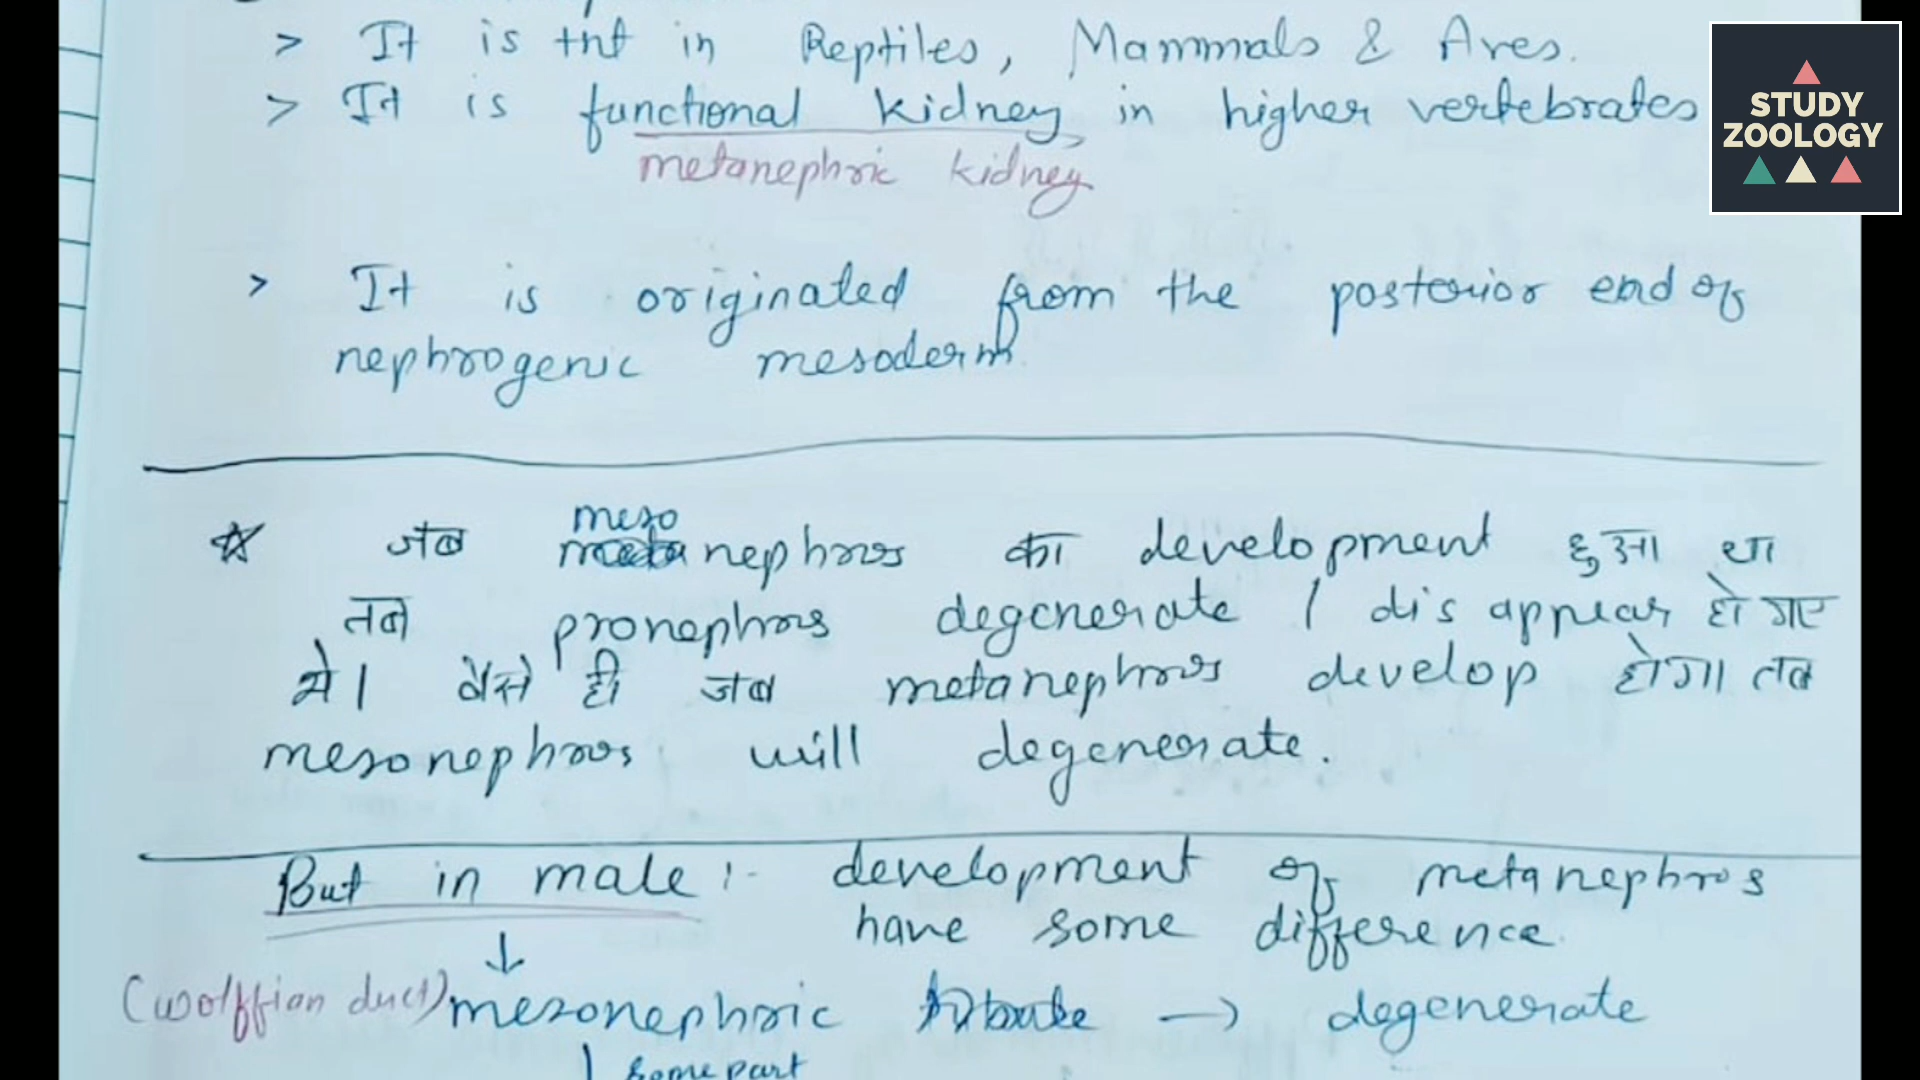 > It is tnt in Reptiles, Mammals & Aves.
> It is functional kidney in higher vertebrates
metanephric kidney
> It is originated from the posterior end of
nephrogenic mesoderm
meso
☆ जब nephros का development हुआ था
तब pronephros degenerate / dis appear हो गए
थे। वैसे ही जब metanephros develop होगा तब
mesonephros will degenerate.
But in male :- development of metanephros
have some difference.
↓
(wolffian duct) mesonephric → degenerate
some part
STUDY
ZOOLOGY